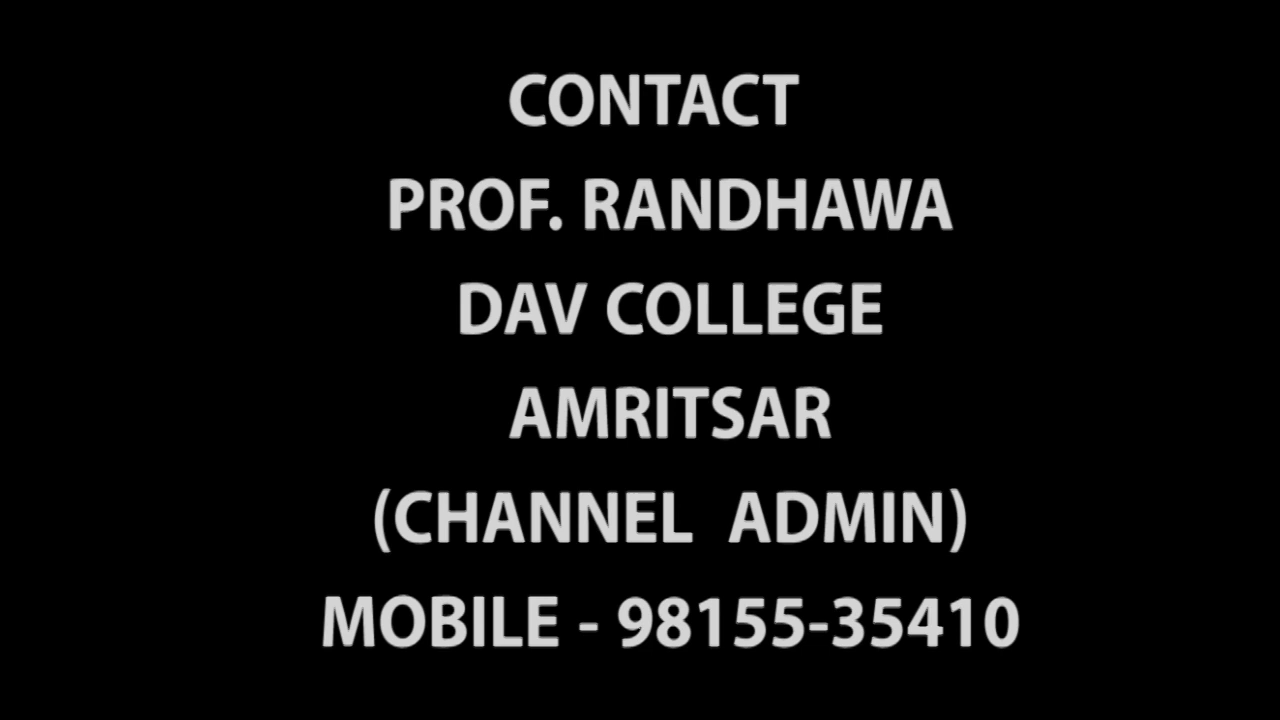 CONTACT
PROF. RANDHAWA
DAV COLLEGE
AMRITSAR
(CHANNEL ADMIN)
MOBILE - 98155-35410